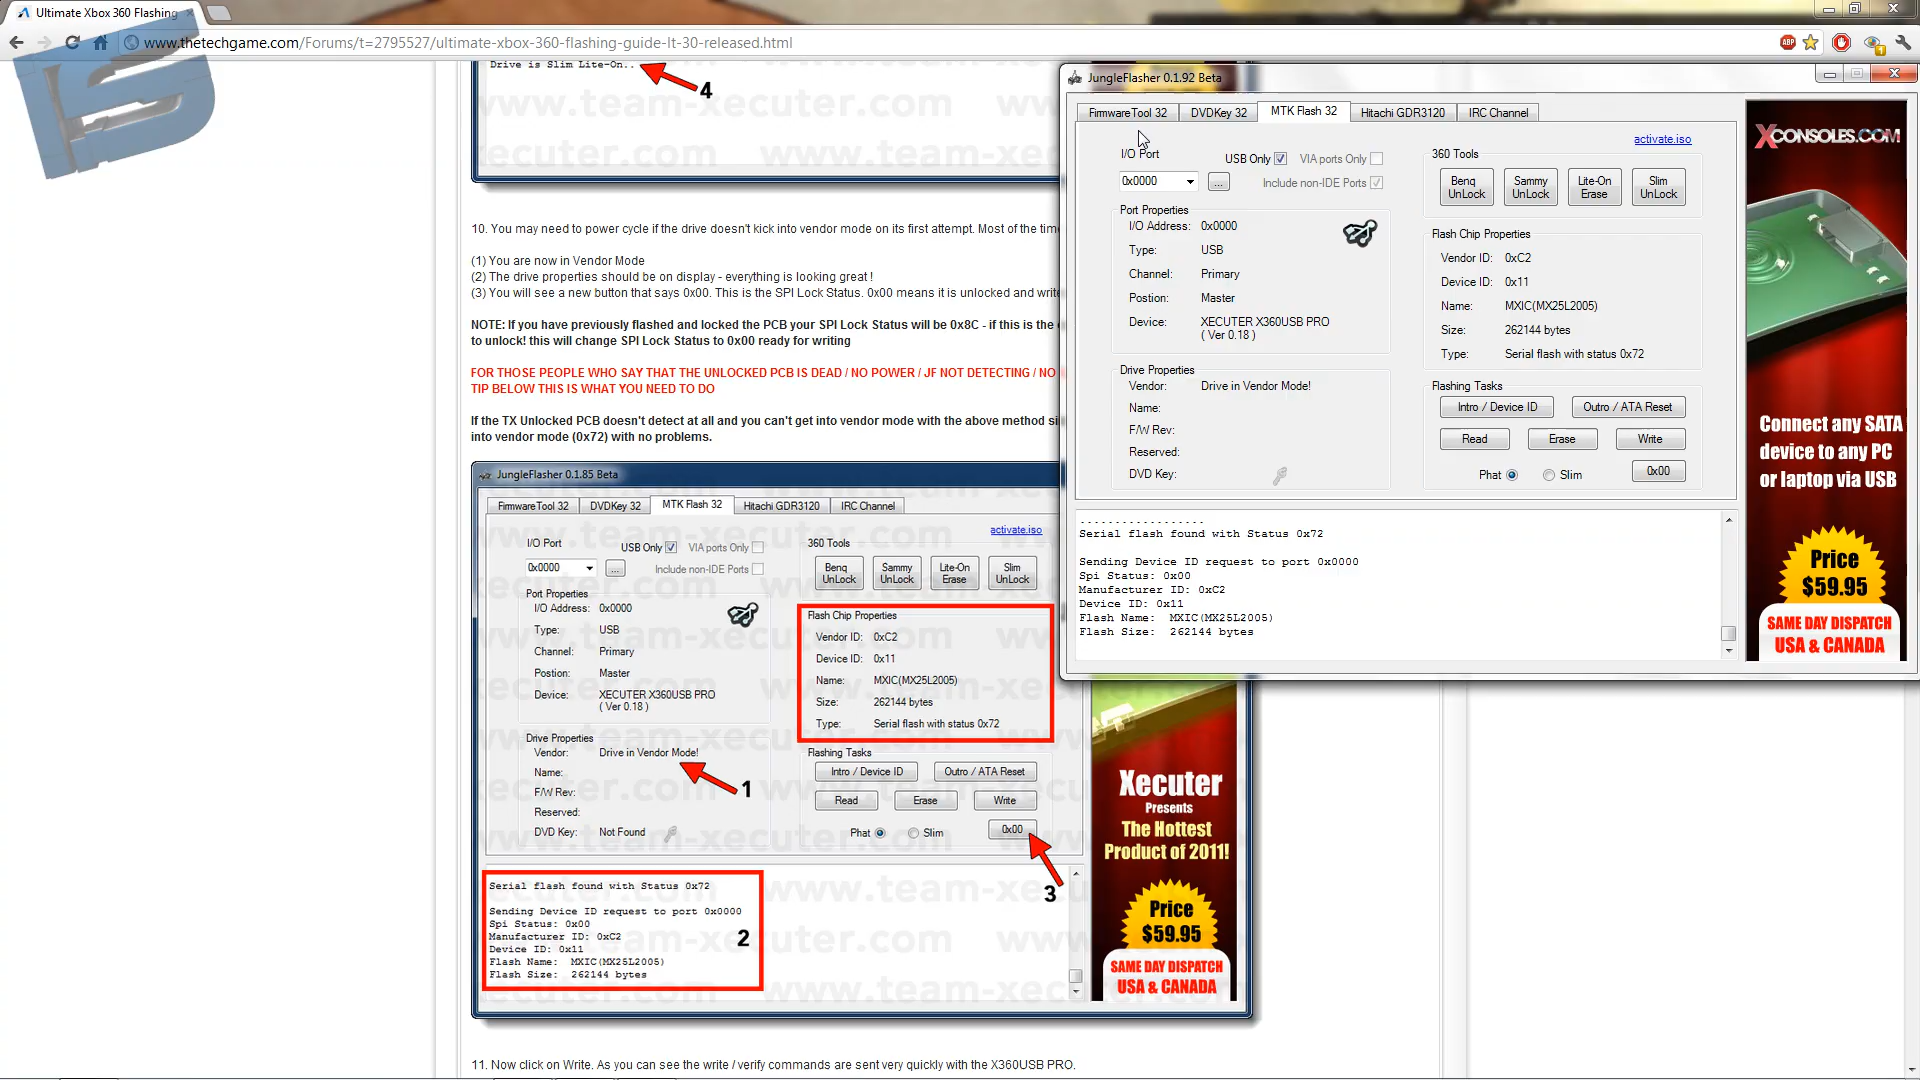 Ultimate Xbox 360 Flashing
www.thetechgame.com/Forums/t=2795527/ultimate-xbox-360-flashing-guide-lt-30-released.html
ABP
1
Drive is Slim Lite-On..
4
www.team-xecuter.com
10. You may need to power cycle if the drive doesn't kick into vendor mode on its first attempt. Most of the time
(1) You are now in Vendor Mode
(2) The drive properties should be on display - everything is looking great !
(3) You will see a new button that says 0x00. This is the SPI Lock Status. 0x00 means it is unlocked and write
NOTE: If you have previously flashed and locked the PCB your SPI Lock Status will be 0x8C - if this is the
to unlock! this will change SPI Lock Status to 0x00 ready for writing
FOR THOSE PEOPLE WHO SAY THAT THE UNLOCKED PCB IS DEAD / NO POWER / JF NOT DETECTING / NO
TIP BELOW THIS IS WHAT YOU NEED TO DO
If the TX Unlocked PCB doesn't detect at all and you can't get into vendor mode with the above method
into vendor mode (0x72) with no problems.
JungleFlasher 0.1.85 Beta
FirmwareTool 32
DVDKey 32
MTK Flash 32
Hitachi GDR3120
IRC Channel
activate.iso
I/O Port
USB Only
VIA ports Only
0x0000
...
Include non-IDE Ports
360 Tools
Benq UnLock
Sammy UnLock
Lite-On Erase
Slim UnLock
Port Properties
I/O Address: 0x0000
Type: USB
Channel: Primary
Postion: Master
Device: XECUTER X360USB PRO
( Ver 0.18 )
Flash Chip Properties
Vendor ID: 0xC2
Device ID: 0x11
Name: MXIC(MX25L2005)
Size: 262144 bytes
Type: Serial flash with status 0x72
Drive Properties
Vendor: Drive in Vendor Mode!
Name:
F/W Rev:
Reserved:
DVD Key: Not Found
1
Flashing Tasks
Intro / Device ID
Outro / ATA Reset
Read
Erase
Write
Phat
Slim
0x00
3
Serial flash found with Status 0x72
Sending Device ID request to port 0x0000
Spi Status: 0x00
Manufacturer ID: 0xC2
Device ID: 0x11
Flash Name: MXIC(MX25L2005)
Flash Size: 262144 bytes
2
Xecuter
Presents
The Hottest
Product of 2011!
Price
$59.95
SAME DAY DISPATCH
USA & CANADA
11. Now click on Write. As you can see the write / verify commands are sent very quickly with the X360USB PRO.
JungleFlasher 0.1.92 Beta
FirmwareTool 32
DVDKey 32
MTK Flash 32
Hitachi GDR3120
IRC Channel
activate.iso
I/O Port
USB Only
VIA ports Only
0x0000
...
Include non-IDE Ports
360 Tools
Benq UnLock
Sammy UnLock
Lite-On Erase
Slim UnLock
Port Properties
I/O Address: 0x0000
Type: USB
Channel: Primary
Postion: Master
Device: XECUTER X360USB PRO
( Ver 0.18 )
Flash Chip Properties
Vendor ID: 0xC2
Device ID: 0x11
Name: MXIC(MX25L2005)
Size: 262144 bytes
Type: Serial flash with status 0x72
Drive Properties
Vendor: Drive in Vendor Mode!
Name:
F/W Rev:
Reserved:
DVD Key:
Flashing Tasks
Intro / Device ID
Outro / ATA Reset
Read
Erase
Write
Phat
Slim
0x00
------------------
Serial flash found with Status 0x72
Sending Device ID request to port 0x0000
Spi Status: 0x00
Manufacturer ID: 0xC2
Device ID: 0x11
Flash Name: MXIC(MX25L2005)
Flash Size: 262144 bytes
XCONSOLES.COM
Connect any SATA
device to any PC
or laptop via USB
Price
$59.95
SAME DAY DISPATCH
USA & CANADA